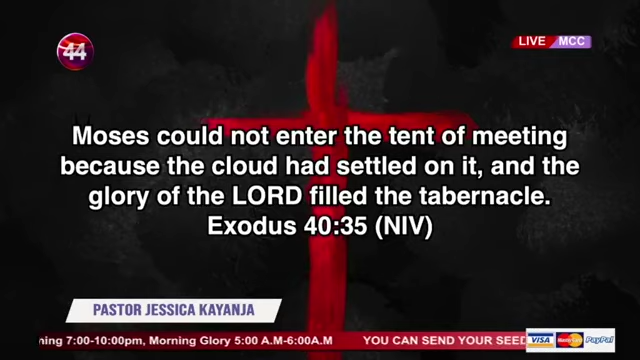 44
LIVE MCC
Moses could not enter the tent of meeting
because the cloud had settled on it, and the
glory of the LORD filled the tabernacle.
Exodus 40:35 (NIV)
PASTOR JESSICA KAYANJA
ning 7:00-10:00pm, Morning Glory 5:00 A.M-6:00A.M YOU CAN SEND YOUR SEED VISA MasterCard PayPal